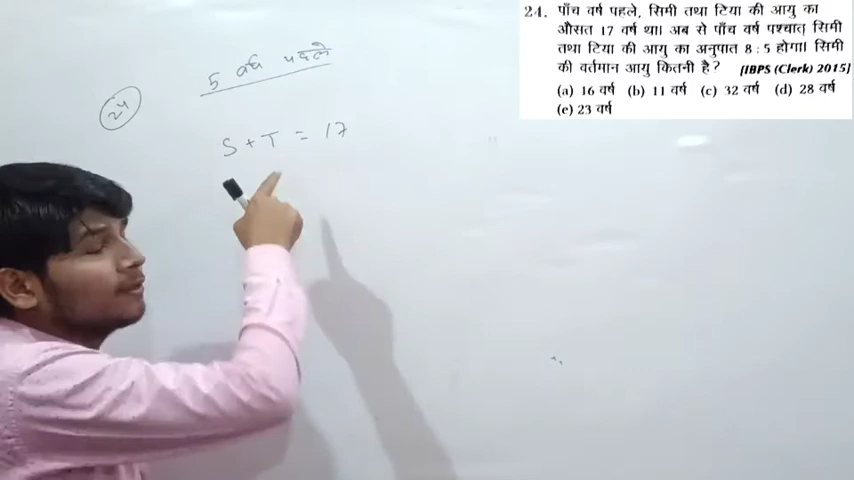 24. पाँच वर्ष पहले, सिमी तथा टिया की आयु का
औसत 17 वर्ष था। अब से पाँच वर्ष पश्चात् सिमी
तथा टिया की आयु का अनुपात 8 : 5 होगा। सिमी
की वर्तमान आयु कितनी है? [IBPS (Clerk) 2015]
(a) 16 वर्ष (b) 11 वर्ष (c) 32 वर्ष (d) 28 वर्ष
(e) 23 वर्ष
5 वर्ष पहले
24
S + T = 17